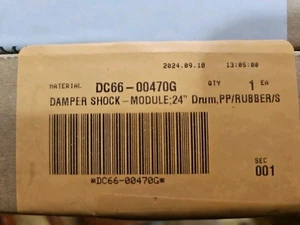 2024.09.10 13:05:00
MATERIAL DC66-00470G QTY 1 EA
DAMPER SHOCK-MODULE;24" Drum,PP/RUBBER/S
SEC
001
*DC66-00470G*